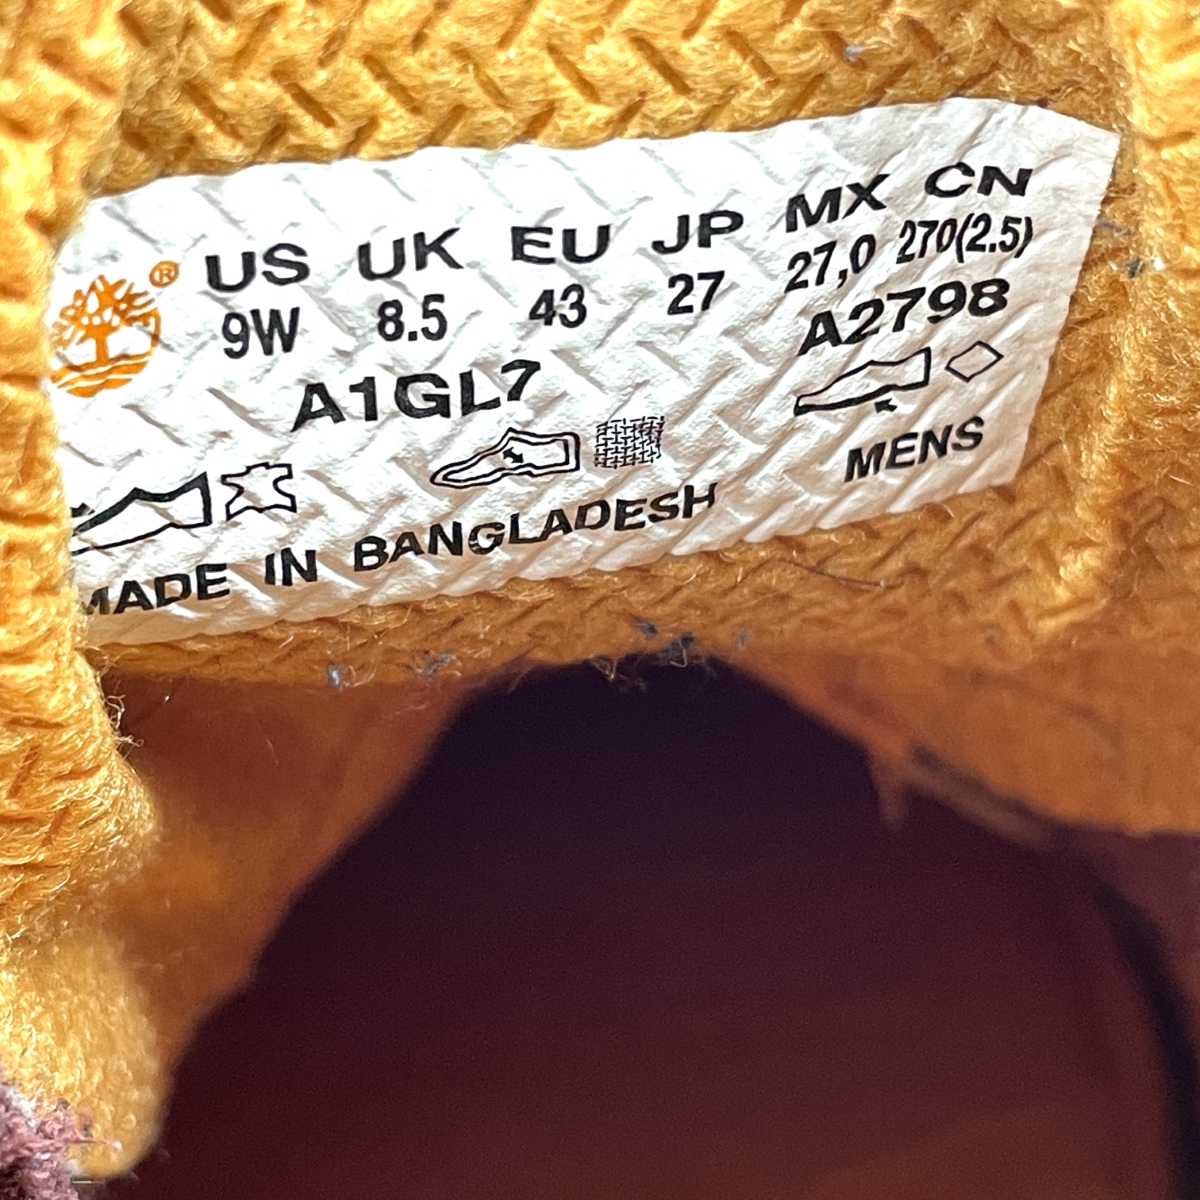 ® US UK EU JP MX CN
9W 8.5 43 27 27,0 270(2.5)
A1GL7 A2798
MADE IN BANGLADESH MENS